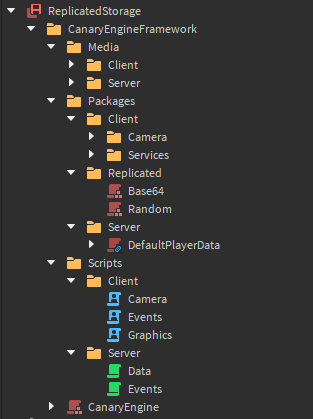 ReplicatedStorage
CanaryEngineFramework
Media
Client
Server
Packages
Client
Camera
Services
Replicated
Base64
Random
Server
DefaultPlayerData
Scripts
Client
Camera
Events
Graphics
Server
Data
Events
CanaryEngine